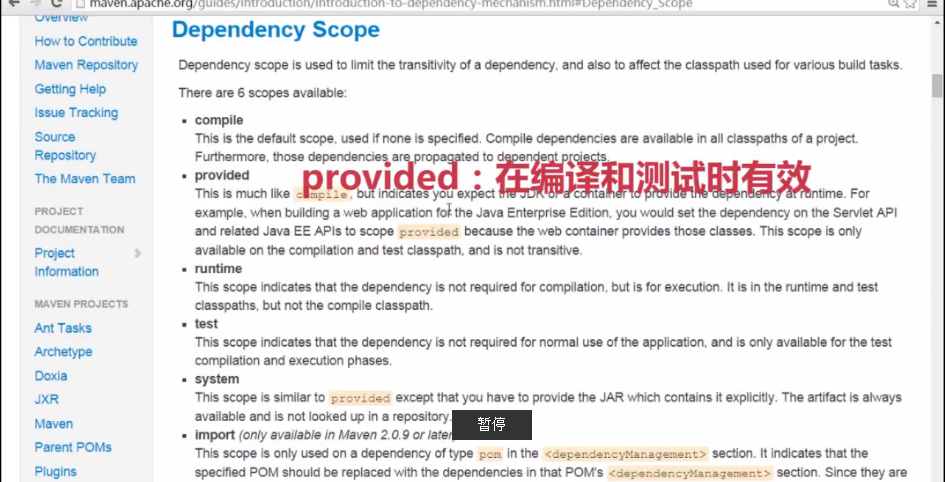 maven.apache.org/guides/introduction/introduction-to-dependency-mechanism.html#Dependency_Scope
Overview
How to Contribute
Maven Repository
Getting Help
Issue Tracking
Source
Repository
The Maven Team
PROJECT
DOCUMENTATION
Project
Information
MAVEN PROJECTS
Ant Tasks
Archetype
Doxia
JXR
Maven
Parent POMs
Plugins
Dependency Scope
Dependency scope is used to limit the transitivity of a dependency, and also to affect the classpath used for various build tasks.
There are 6 scopes available:
compile
This is the default scope, used if none is specified. Compile dependencies are available in all classpaths of a project.
Furthermore, those dependencies are propagated to dependent projects.
provided：在编译和测试时有效
provided
This is much like compile, but indicates you expect the JDK or a container to provide the dependency at runtime. For
example, when building a web application for the Java Enterprise Edition, you would set the dependency on the Servlet API
and related Java EE APIs to scope provided because the web container provides those classes. This scope is only
available on the compilation and test classpath, and is not transitive.
runtime
This scope indicates that the dependency is not required for compilation, but is for execution. It is in the runtime and test
classpaths, but not the compile classpath.
test
This scope indicates that the dependency is not required for normal use of the application, and is only available for the test
compilation and execution phases.
system
This scope is similar to provided except that you have to provide the JAR which contains it explicitly. The artifact is always
available and is not looked up in a repository.
暂停
import (only available in Maven 2.0.9 or later)
This scope is only used on a dependency of type pom in the <dependencyManagement> section. It indicates that the
specified POM should be replaced with the dependencies in that POM's <dependencyManagement> section. Since they are